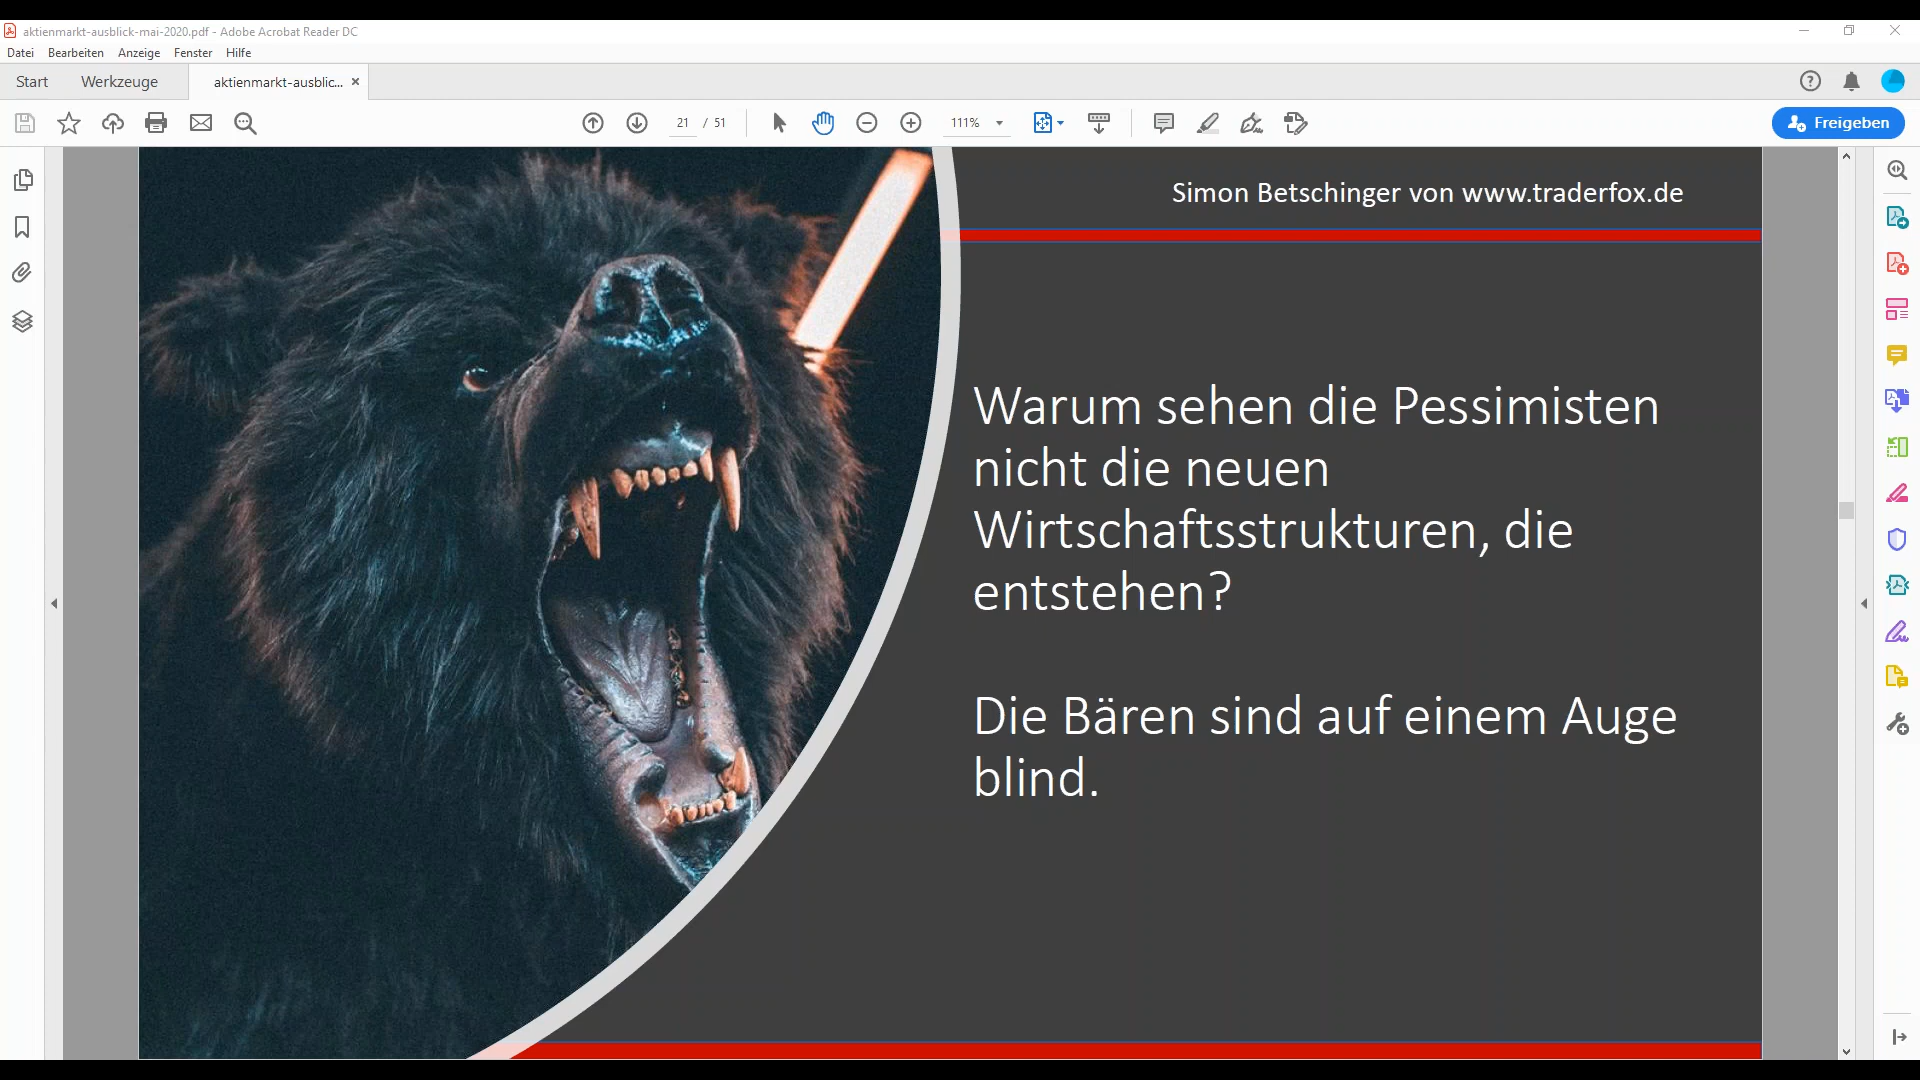 aktienmarkt-ausblick-mai-2020.pdf - Adobe Acrobat Reader DC
Datei Bearbeiten Anzeige Fenster Hilfe
Start Werkzeuge aktienmarkt-ausblic... ×
21 / 51 111% Freigeben
Simon Betschinger von www.traderfox.de
Warum sehen die Pessimisten
nicht die neuen
Wirtschaftsstrukturen, die
entstehen?
Die Bären sind auf einem Auge
blind.